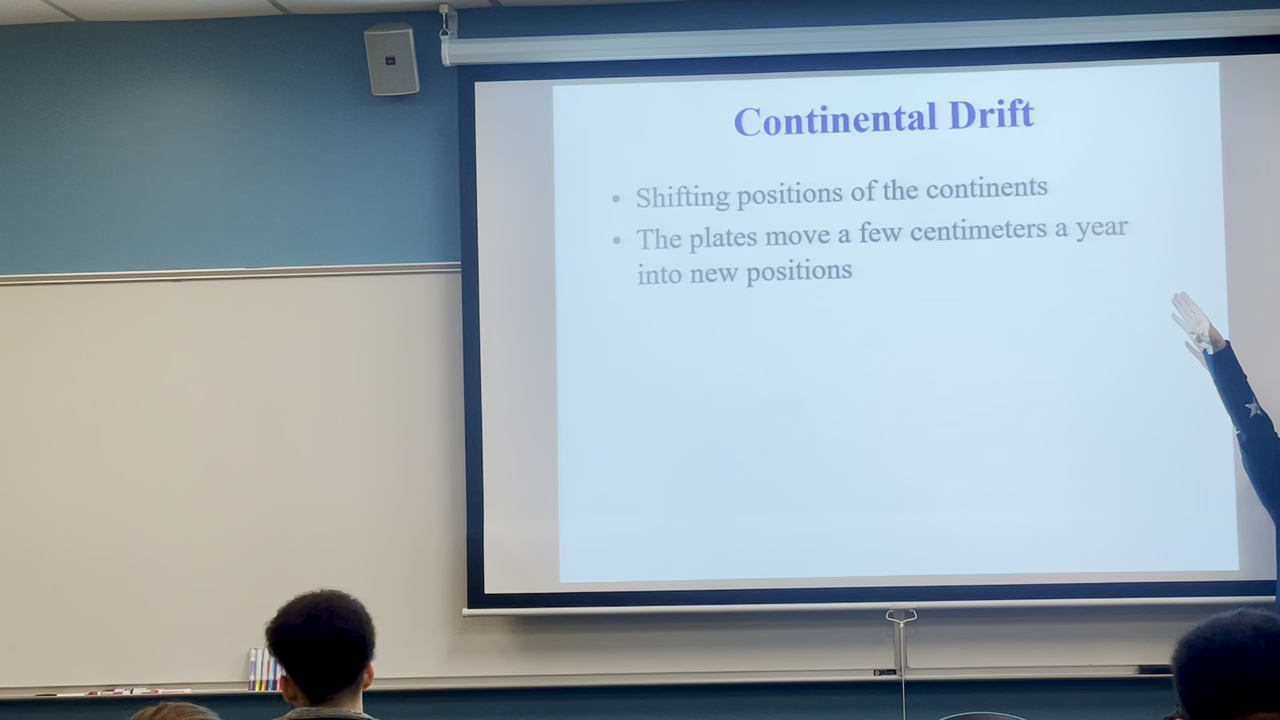 Continental Drift
• Shifting positions of the continents
• The plates move a few centimeters a year
into new positions